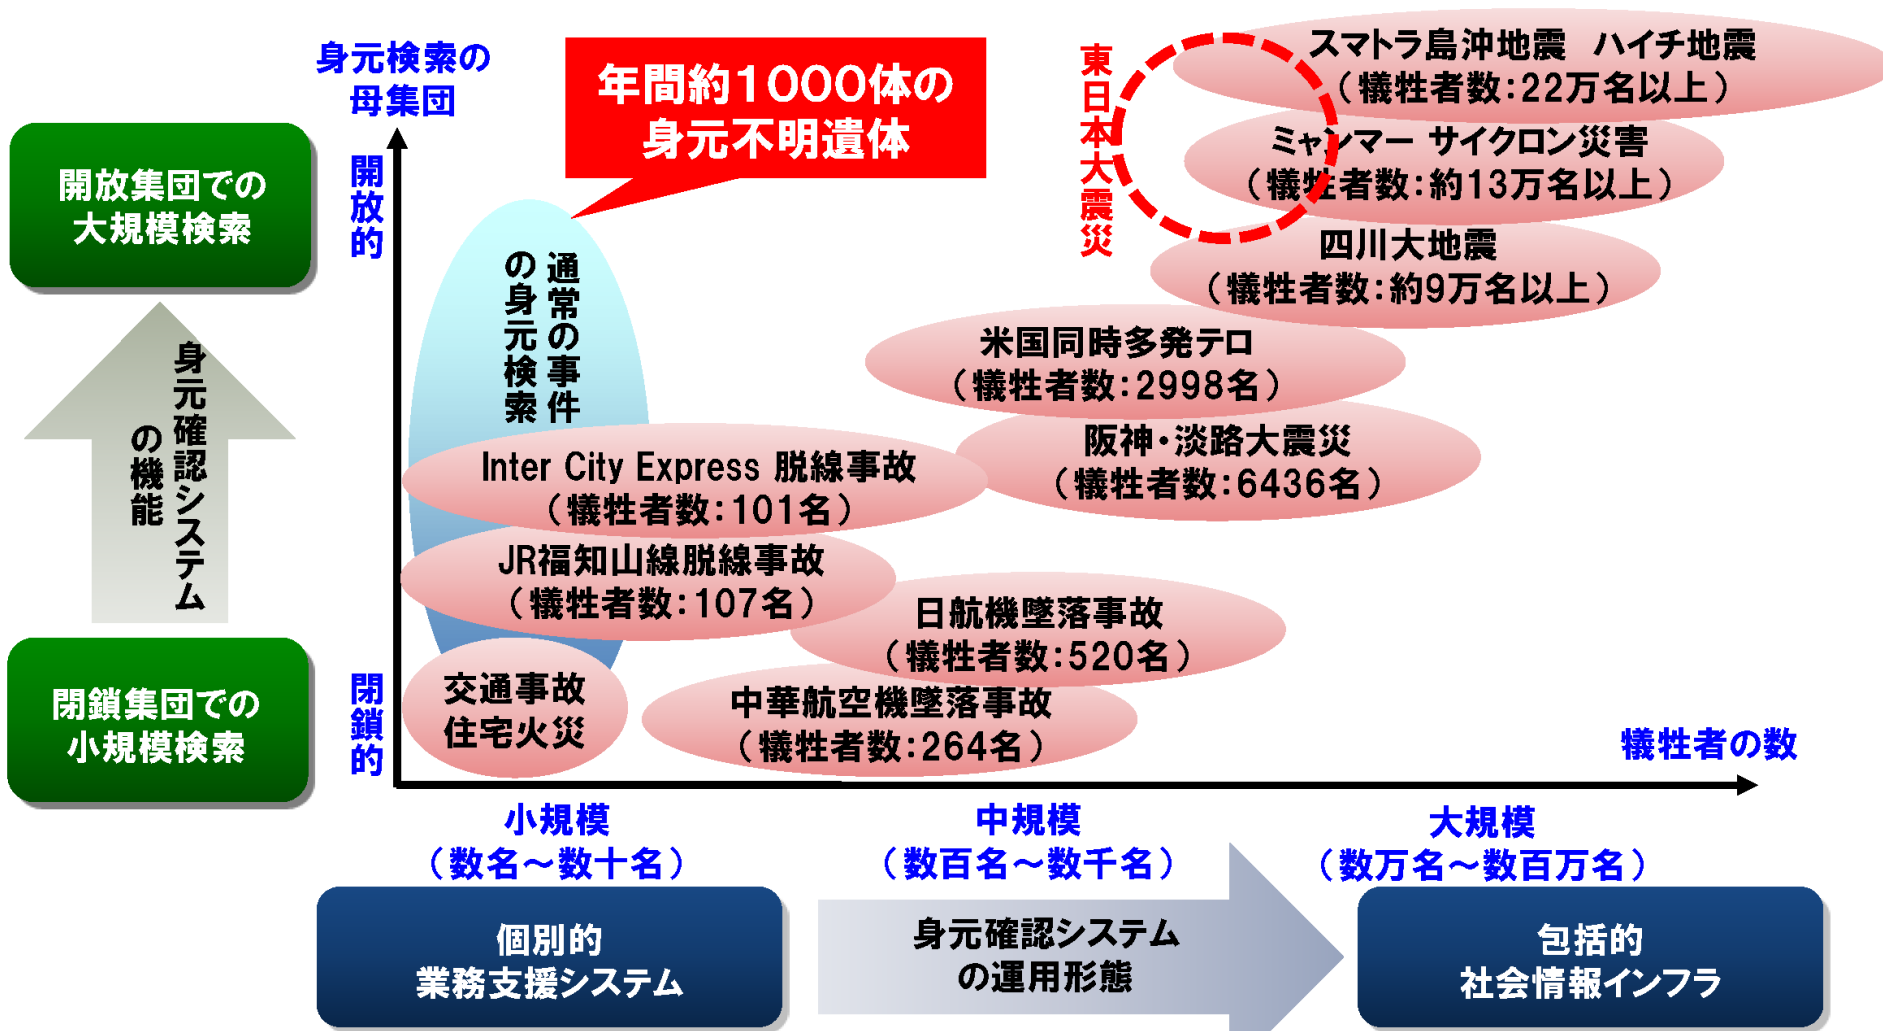 身元検索の
母集団
年間約1000体の
身元不明遺体
東日本大震災
スマトラ島沖地震 ハイチ地震
（犠牲者数：22万名以上）
ミャンマー サイクロン災害
（犠牲者数：約13万名以上）
四川大地震
（犠牲者数：約9万名以上）
開放集団での
大規模検索
開放的
通常の事件
の身元検索
米国同時多発テロ
（犠牲者数：2998名）
阪神・淡路大震災
（犠牲者数：6436名）
身元確認システム
の機能
Inter City Express 脱線事故
（犠牲者数：101名）
JR福知山線脱線事故
（犠牲者数：107名）
日航機墜落事故
（犠牲者数：520名）
閉鎖集団での
小規模検索
閉鎖的
交通事故
住宅火災
中華航空機墜落事故
（犠牲者数：264名）
犠牲者の数
小規模
（数名～数十名）
中規模
（数百名～数千名）
大規模
（数万名～数百万名）
個別的
業務支援システム
身元確認システム
の運用形態
包括的
社会情報インフラ